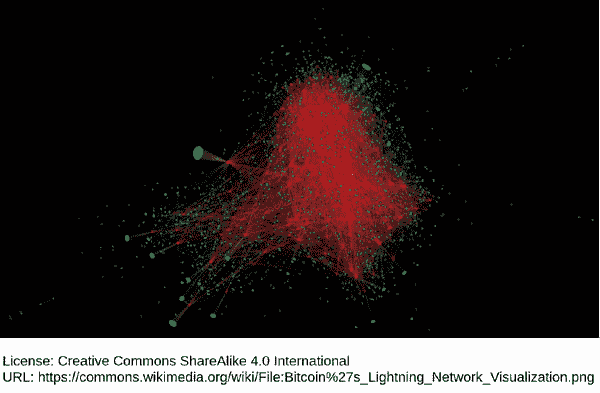 License: Creative Commons ShareAlike 4.0 International
URL: https://commons.wikimedia.org/wiki/File:Bitcoin%27s_Lightning_Network_Visualization.png